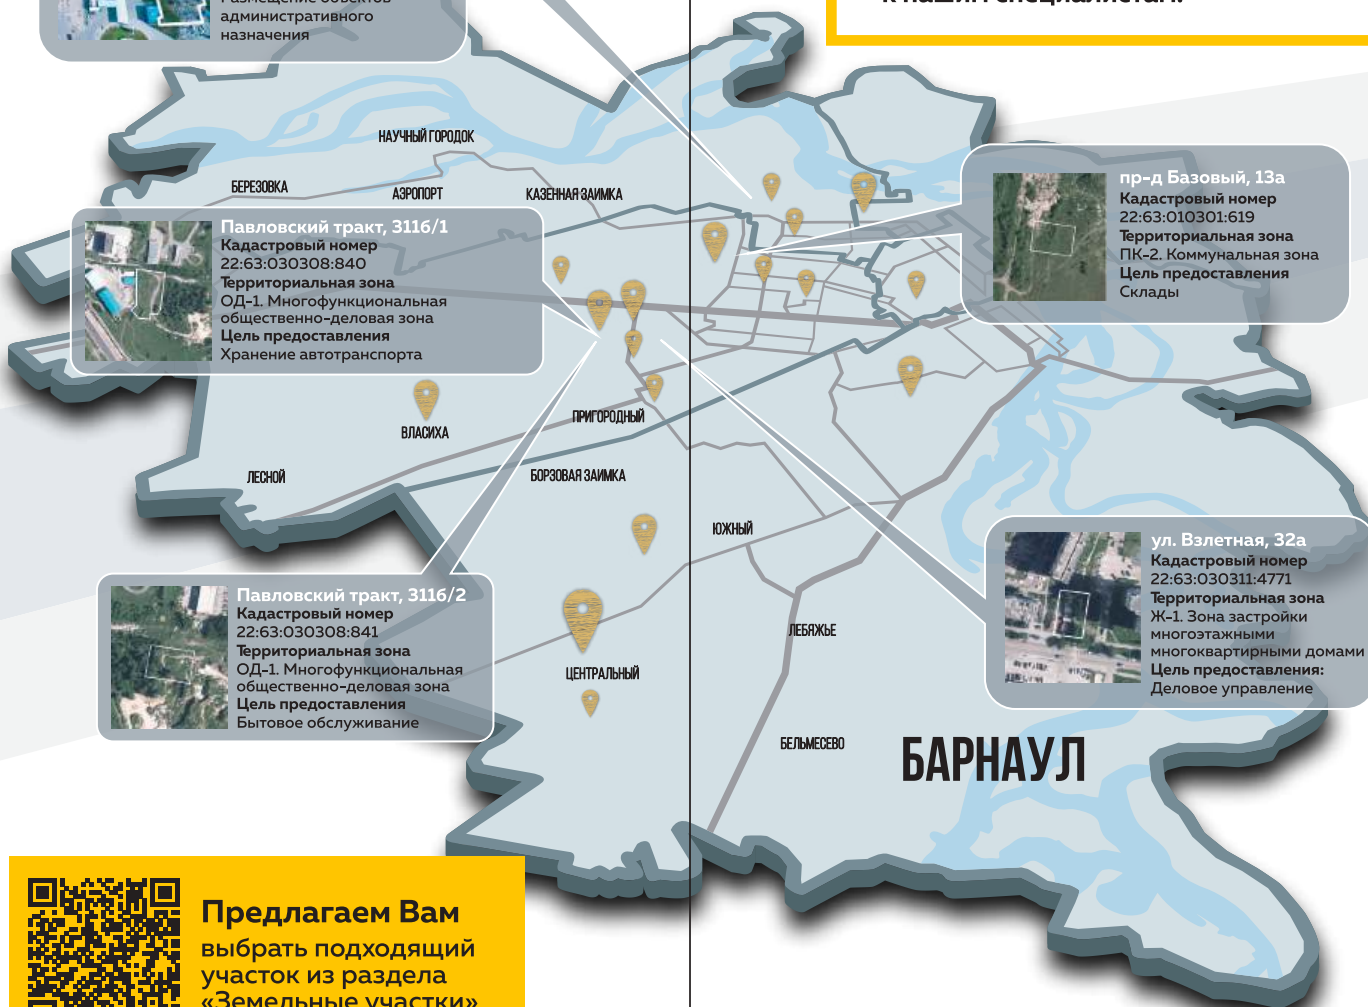 Размещение объектов
административного
назначения
к нашим специалистам.
НАУЧНЫЙ ГОРОДОК
БЕРЕЗОВКА
АЭРОПОРТ
КАЗЕННАЯ ЗАИМКА
Павловский тракт, 311б/1
Кадастровый номер
22:63:030308:840
Территориальная зона
ОД-1. Многофункциональная
общественно-деловая зона
Цель предоставления
Хранение автотранспорта
пр-д Базовый, 13а
Кадастровый номер
22:63:010301:619
Территориальная зона
ПК-2. Коммунальная зона
Цель предоставления
Склады
ВЛАСИХА
ПРИГОРОДНЫЙ
ЛЕСНОЙ
БОРЗОВАЯ ЗАИМКА
ЮЖНЫЙ
Павловский тракт, 311б/2
Кадастровый номер
22:63:030308:841
Территориальная зона
ОД-1. Многофункциональная
общественно-деловая зона
Цель предоставления
Бытовое обслуживание
ул. Взлетная, 32а
Кадастровый номер
22:63:030311:4771
Территориальная зона
Ж-1. Зона застройки
многоэтажными
многоквартирными домами
Цель предоставления:
Деловое управление
ЛЕБЯЖЬЕ
ЦЕНТРАЛЬНЫЙ
БЕЛЬМЕСЕВО
БАРНАУЛ
Предлагаем Вам
выбрать подходящий
участок из раздела
«Земельные участки»